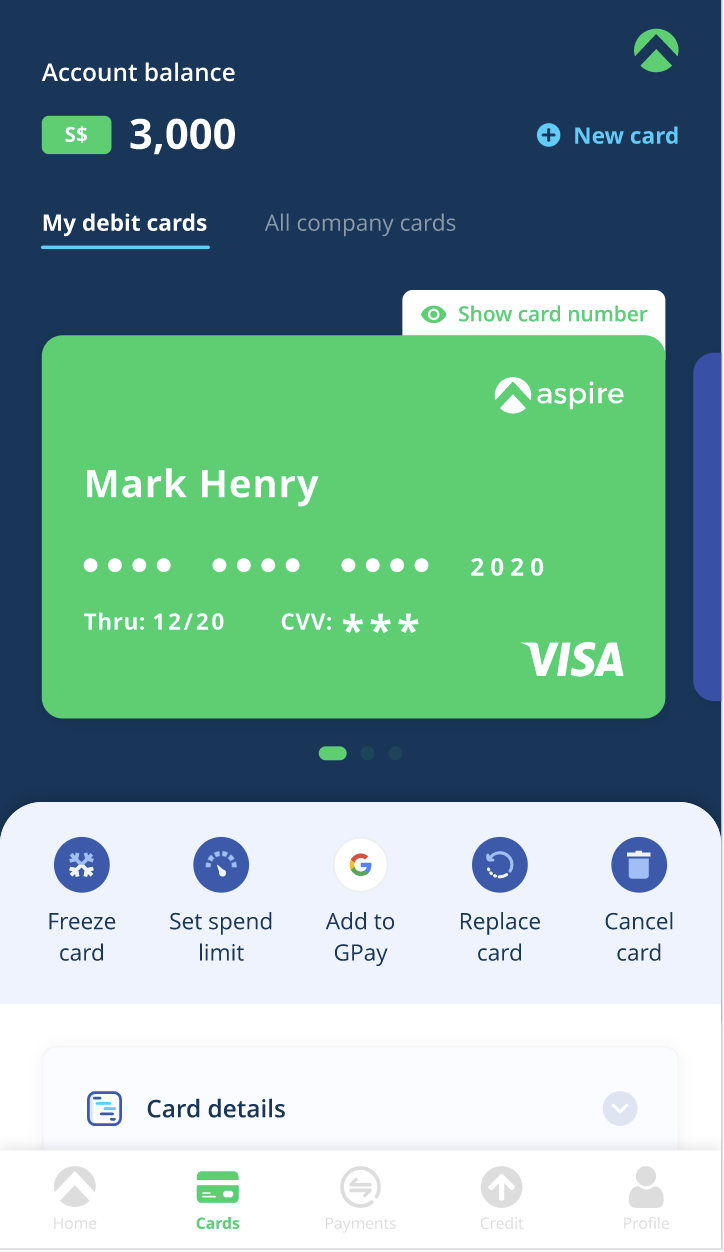 Account balance
S$ 3,000
New card
My debit cards
All company cards
Show card number
aspire
Mark Henry
•••• •••• •••• 2020
Thru: 12/20 CVV: ***
VISA
Freeze
card
Set spend
limit
Add to
GPay
Replace
card
Cancel
card
Card details
Home
Cards
Payments
Credit
Profile